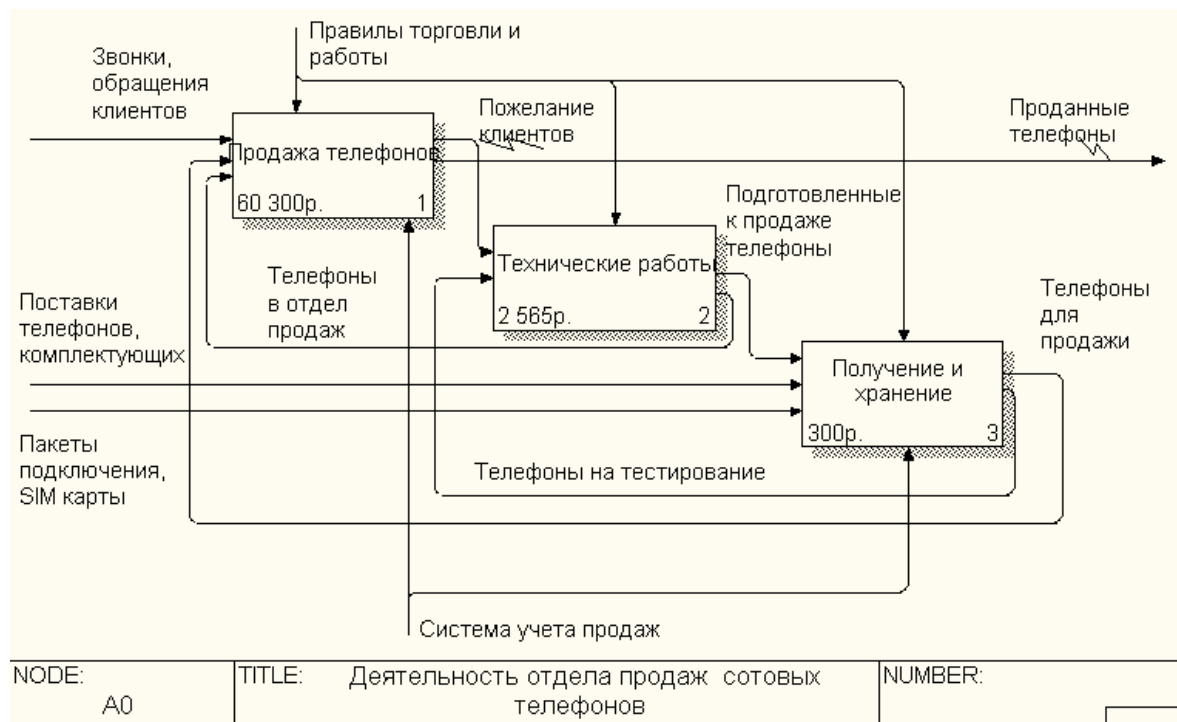 Правилы торговли и
работы
Звонки,
обращения
клиентов
Пожелание
клиентов
Проданные
телефоны
Продажа телефонов
60 300р. 1
Подготовленные
к продаже
телефоны
Технические работы
2 565р. 2
Телефоны
в отдел
продаж
Поставки
телефонов,
комплектующих
Телефоны
для
продажи
Получение и
хранение
300р. 3
Пакеты
подключения,
SIM карты
Телефоны на тестирование
Система учета продаж
NODE:
A0
TITLE: Деятельность отдела продаж сотовых
телефонов
NUMBER: